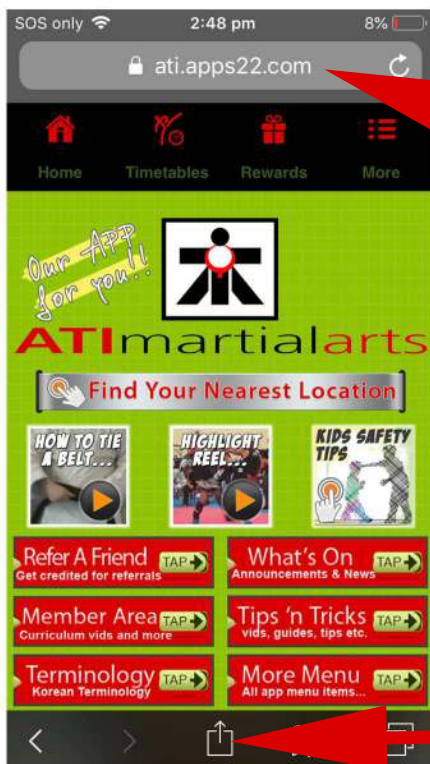 SOS only 2:48 pm 8%
ati.apps22.com
Home Timetables Rewards More
Our APP
for you!!
ATImartialarts
Find Your Nearest Location
HOW TO TIE
A BELT...
HIGHLIGHT
REEL...
KIDS SAFETY
TIPS
Refer A Friend TAP
Get credited for referrals
What's On TAP
Announcements & News
Member Area TAP
Curriculum vids and more
Tips 'n Tricks TAP
vids, guides, tips etc.
Terminology TAP
Korean Terminology
More Menu TAP
All app menu items...